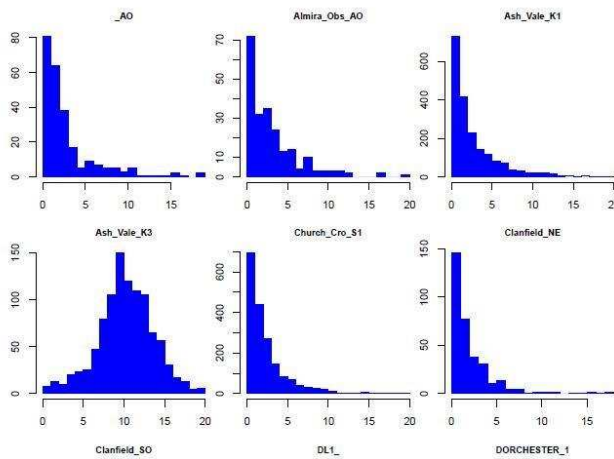 _AO Almira_Obs_AO Ash_Vale_K1
80 70 600
60 50 400
40 30 200
20 10 0
0 0 5 10 15 20
0 5 10 15
0 5 10 15 20
Ash_Vale_K3 Church_Cro_S1 Clanfield_NE
150 600 150
100 400 100
50 200 50
0 0 0
0 5 10 15 20 0 5 10 15 20 0 5 10 15
Clanfield_SO DL1_ DORCHESTER_1